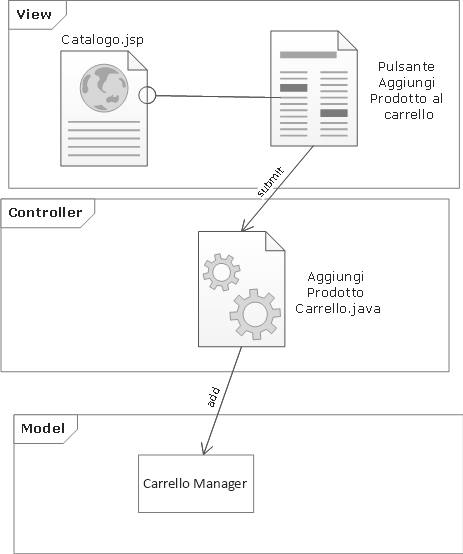 View
Catalogo.jsp
Pulsante
Aggiungi
Prodotto al
carrello
submit
Controller
Aggiungi
Prodotto
Carrello.java
add
Model
Carrello Manager